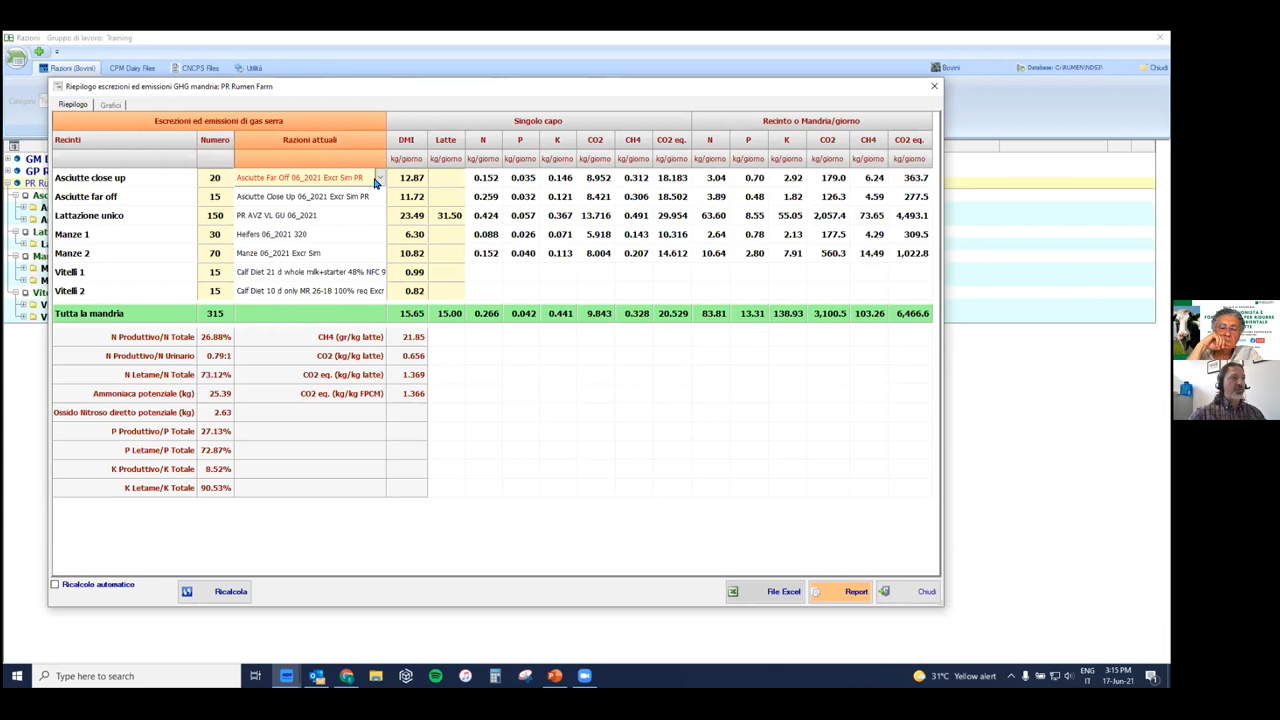 Razioni Gruppo di lavoro: Training
Razioni (Bovini) CPM Dairy Files CNCPS Files Utilità Bovini Database: C:\RUMEN\NDS3\ Chiudi
Riepilogo escrezioni ed emissioni GHG mandria: PR Rumen Farm
Riepilogo Grafici
Escrezioni ed emissioni di gas serra Singolo capo Recinto o Mandria/giorno
Recinti Numero Razioni attuali DMI Latte N P K CO2 CH4 CO2 eq. N P K CO2 CH4 CO2 eq.
kg/giorno kg/giorno kg/giorno kg/giorno kg/giorno kg/giorno kg/giorno kg/giorno kg/giorno kg/giorno kg/giorno kg/giorno kg/giorno kg/giorno
Asciutte close up 20 Asciutte Far Off 06_2021 Excr Sim PR 12.87 0.152 0.035 0.146 8.952 0.312 18.183 3.04 0.70 2.92 179.0 6.24 363.7
Asciutte far off 15 Asciutte Close Up 06_2021 Excr Sim PR 11.72 0.259 0.032 0.121 8.421 0.306 18.502 3.89 0.48 1.82 126.3 4.59 277.5
Lattazione unico 150 PR AVZ VL GU 06_2021 23.49 31.50 0.424 0.057 0.367 13.716 0.491 29.954 63.60 8.55 55.05 2,057.4 73.65 4,493.1
Manze 1 30 Heifers 06_2021 320 6.30 0.088 0.026 0.071 5.918 0.143 10.316 2.64 0.78 2.13 177.5 4.29 309.5
Manze 2 70 Manze 06_2021 Excr Sim 10.82 0.152 0.040 0.113 8.004 0.207 14.612 10.64 2.80 7.91 560.3 14.49 1,022.8
Vitelli 1 15 Calf Diet 21 d whole milk+starter 48% NFC 9 0.99
Vitelli 2 15 Calf Diet 10 d only MR 26-18 100% req Excr 0.82
Tutta la mandria 315 15.65 15.00 0.266 0.042 0.441 9.843 0.328 20.529 83.81 13.31 138.93 3,100.5 103.26 6,466.6
N Produttivo/N Totale 26.88% CH4 (gr/kg latte) 21.85
N Produttivo/N Urinario 0.79:1 CO2 (kg/kg latte) 0.656
N Letame/N Totale 73.12% CO2 eq. (kg/kg latte) 1.369
Ammoniaca potenziale (kg) 25.39 CO2 eq. (kg/kg FPCM) 1.366
Ossido Nitroso diretto potenziale (kg) 2.63
P Produttivo/P Totale 27.13%
P Letame/P Totale 72.87%
K Produttivo/K Totale 8.52%
K Letame/K Totale 90.53%
Ricalcolo automatico Ricalcola File Excel Report Chiudi
Type here to search 31°C Yellow alert ENG IT 3:15 PM 17-Jun-21